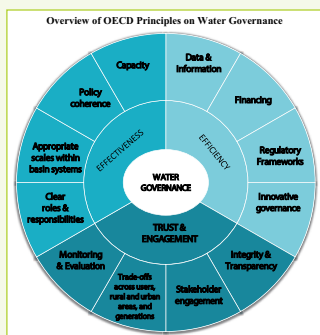 Overview of OECD Principles on Water Governance
Capacity
Data &
Information
Policy
coherence
Financing
Appropriate
scales within
basin systems
Regulatory
Frameworks
Clear
roles &
responsibilities
Innovative
governance
EFFECTIVENESS
EFFICIENCY
WATER
GOVERNANCE
TRUST &
ENGAGEMENT
Monitoring
& Evaluation
Integrity &
Transparency
Trade-offs
across users,
rural and urban
areas, and
generations
Stakeholder
engagement